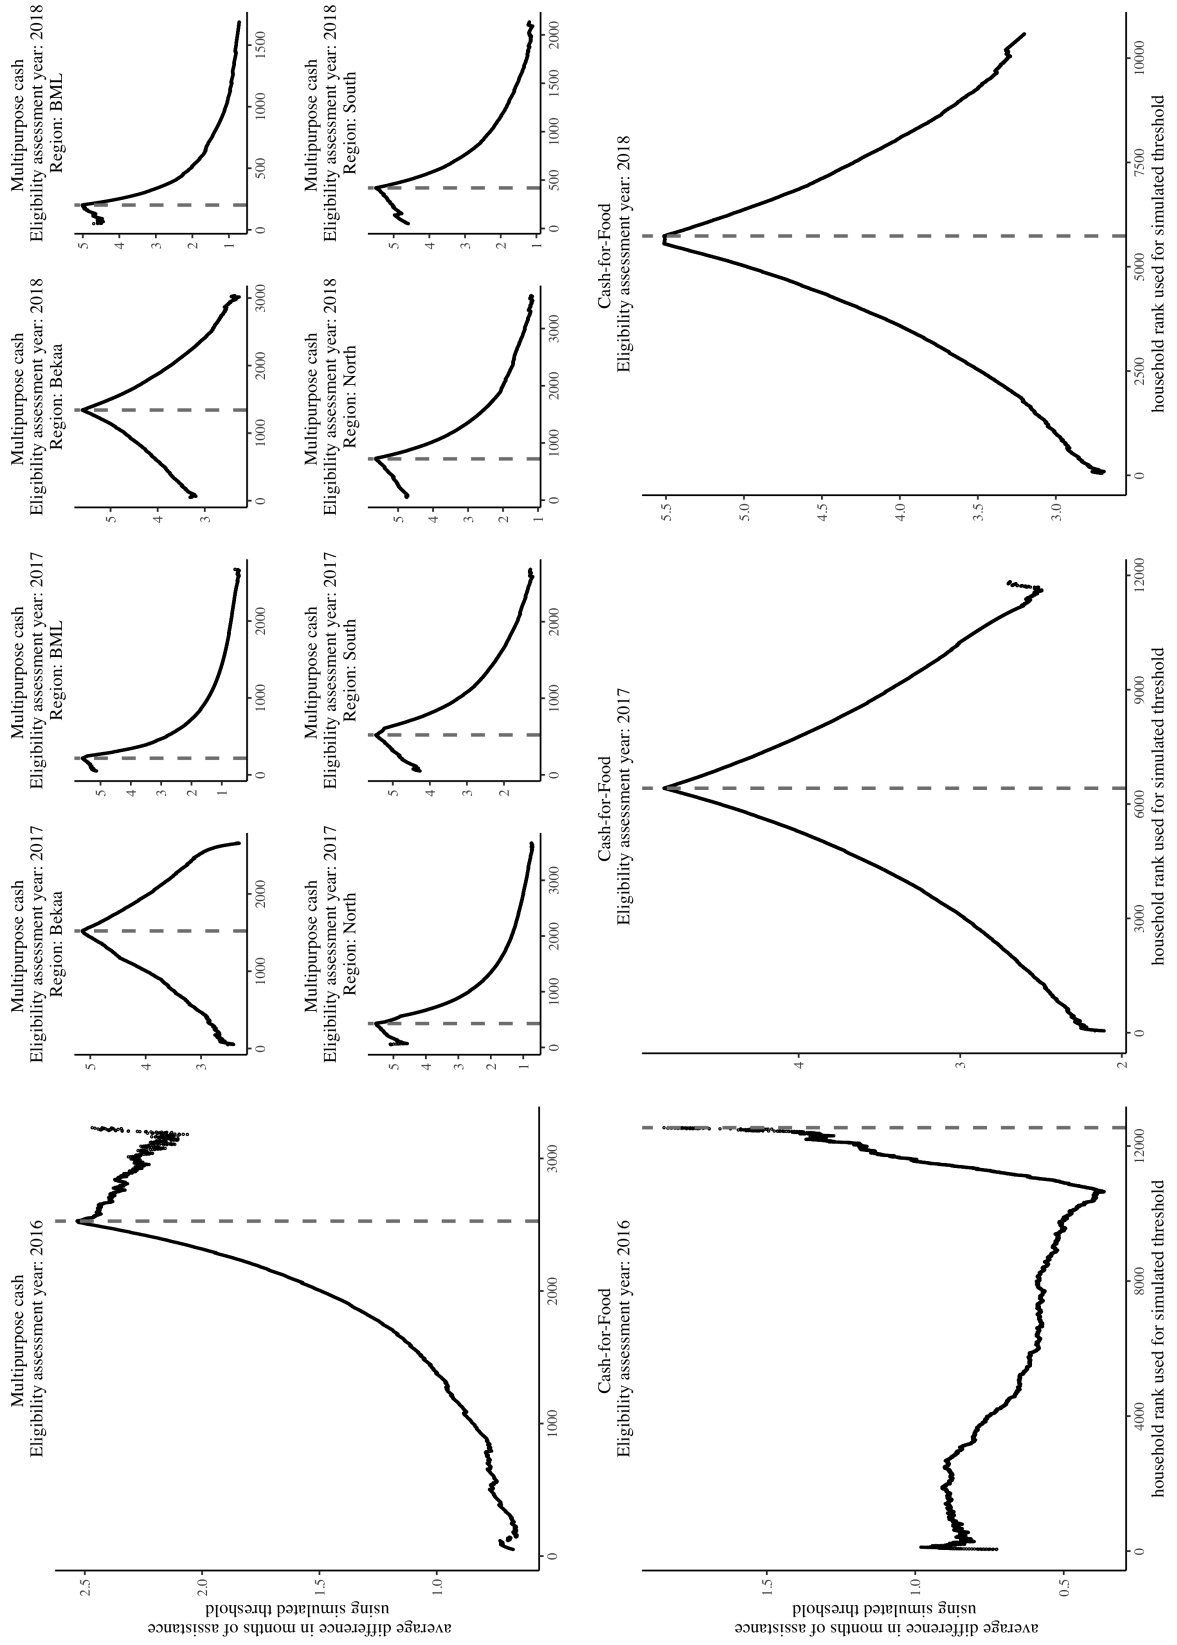 Multipurpose cash
Eligibility assessment year: 2016
average difference in months of assistance
using simulated threshold
2.5
2.0
1.5
1.0
0
1000
2000
3000
Multipurpose cash
Eligibility assessment year: 2017
Region: Bekaa
5
4
3
0
1000
2000
Multipurpose cash
Eligibility assessment year: 2017
Region: BML
5
4
3
2
1
0
1000
2000
Multipurpose cash
Eligibility assessment year: 2018
Region: Bekaa
5
4
3
0
1000
2000
3000
Multipurpose cash
Eligibility assessment year: 2018
Region: BML
5
4
3
2
1
0
500
1000
1500
Multipurpose cash
Eligibility assessment year: 2017
Region: North
5
4
3
2
1
0
1000
2000
3000
Multipurpose cash
Eligibility assessment year: 2017
Region: South
5
4
3
2
0
1000
2000
Multipurpose cash
Eligibility assessment year: 2018
Region: North
5
4
3
2
1
0
1000
2000
3000
Multipurpose cash
Eligibility assessment year: 2018
Region: South
5
4
3
2
1
0
500
1000
1500
2000
Cash-for-Food
Eligibility assessment year: 2016
average difference in months of assistance
using simulated threshold
1.5
1.0
0.5
0
4000
8000
12000
household rank used for simulated threshold
Cash-for-Food
Eligibility assessment year: 2017
4
3
2
0
3000
6000
9000
12000
household rank used for simulated threshold
Cash-for-Food
Eligibility assessment year: 2018
5.5
5.0
4.5
4.0
3.5
3.0
0
2500
5000
7500
10000
household rank used for simulated threshold